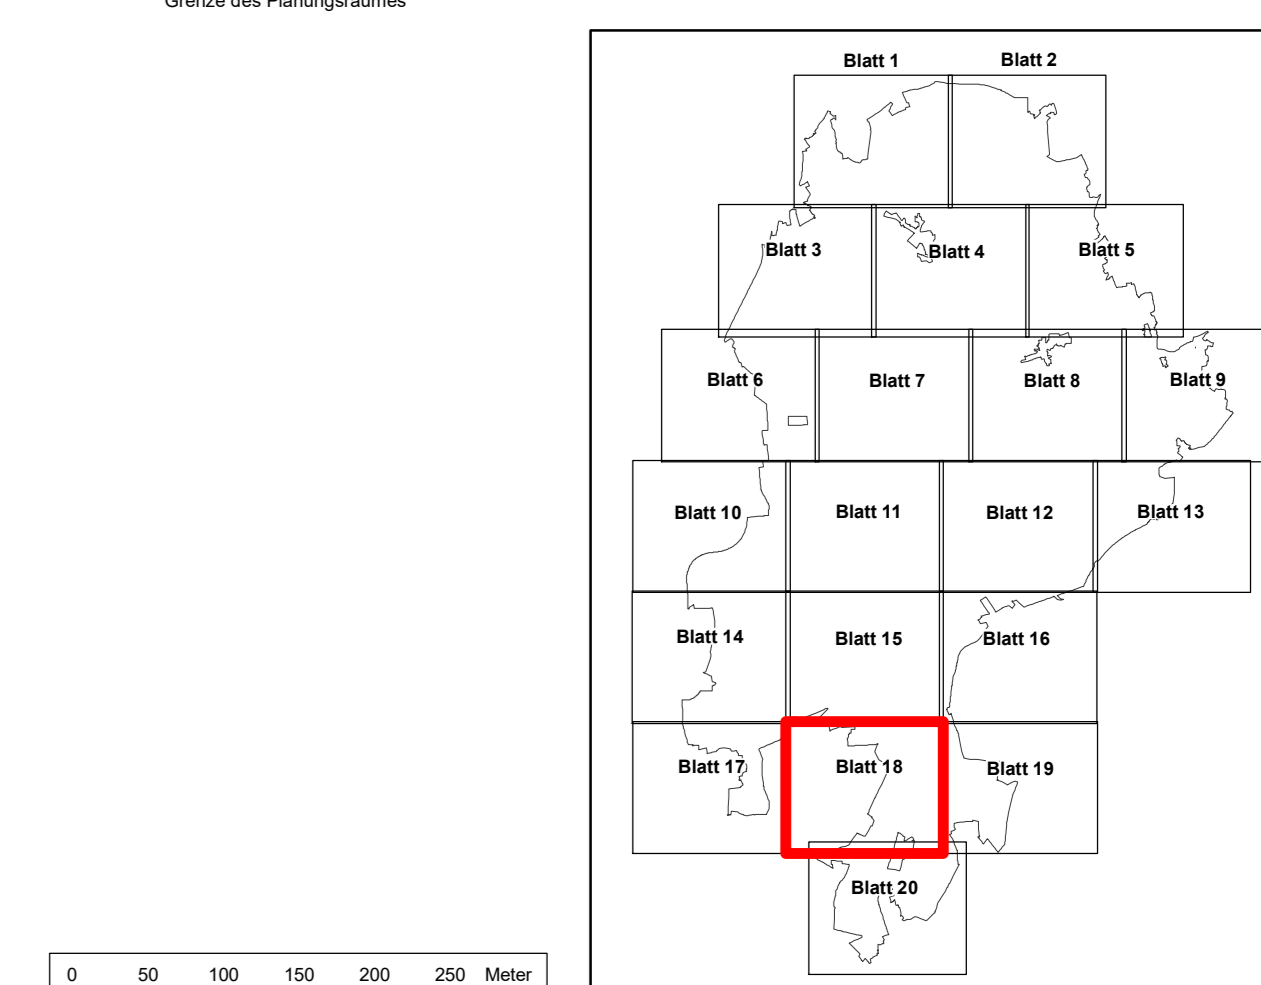 Grenze des Planungsraumes
Blatt 1 Blatt 2
Blatt 3 Blatt 4 Blatt 5
Blatt 6 Blatt 7 Blatt 8 Blatt 9
Blatt 10 Blatt 11 Blatt 12 Blatt 13
Blatt 14 Blatt 15 Blatt 16
Blatt 17 Blatt 18 Blatt 19
Blatt 20
0 50 100 150 200 250 Meter